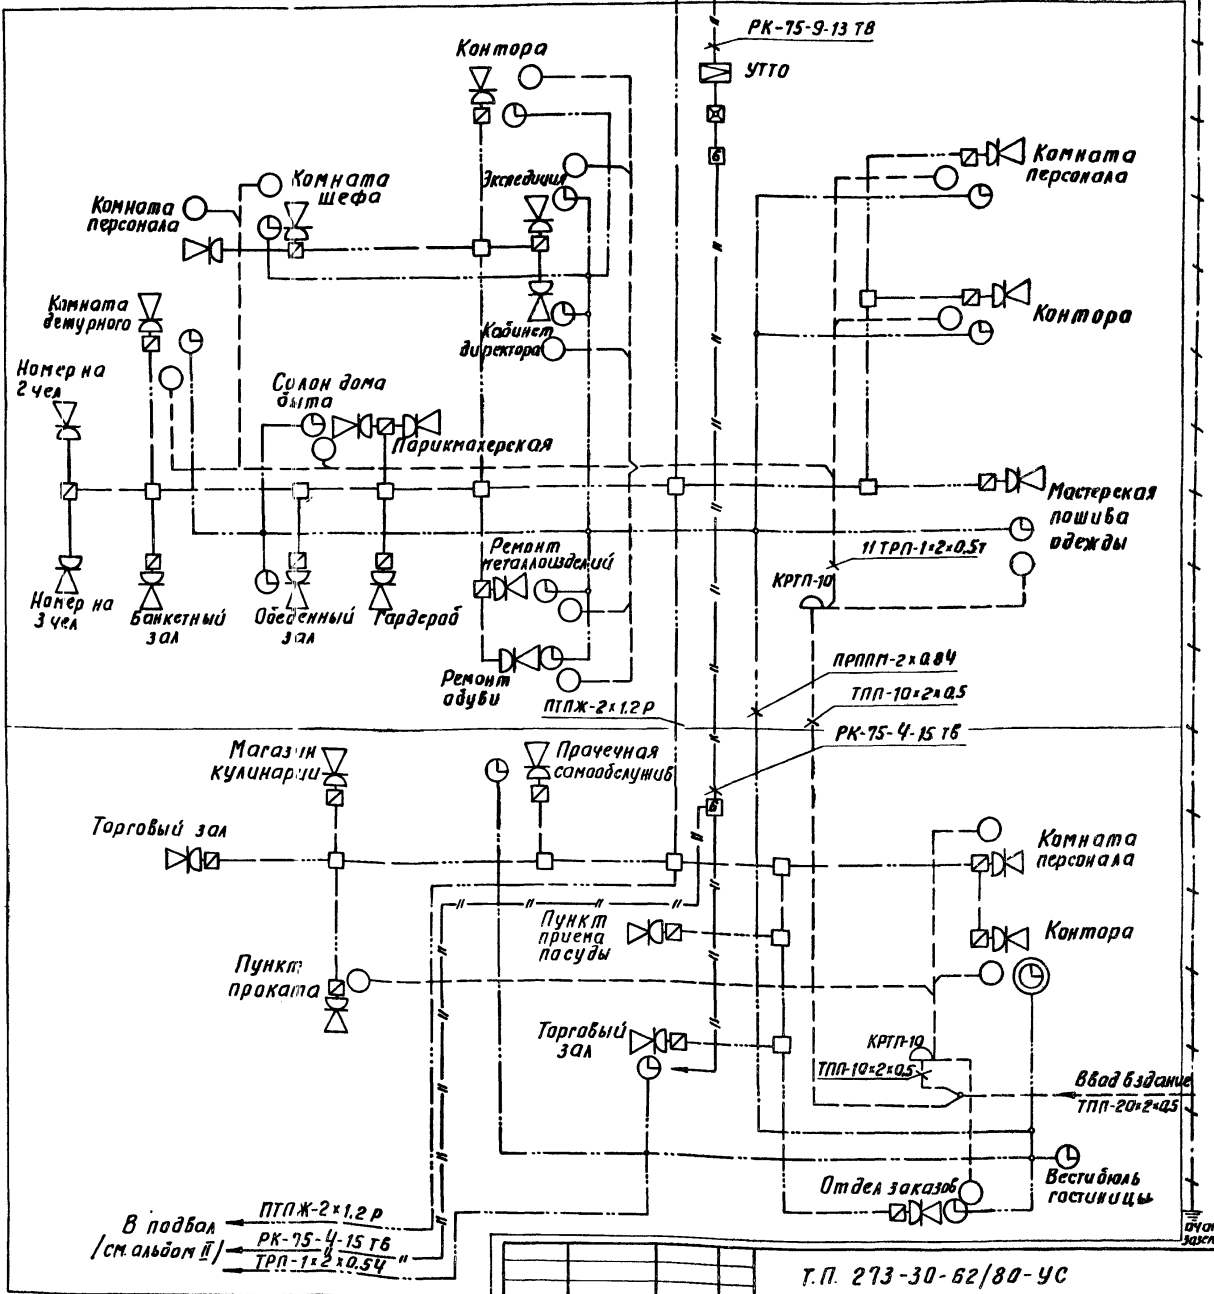 РК-75-9-13 ТВ
УТТО
Контора
Комната
персонала
Комната
шефа
Экспедиция
Комната
персонала
Комната
дежурного
Кабинет
директора
Контора
Номер на
2 чел
Салон дома
быта
Парикмахерская
Мастерская
пошива
одежды
11 ТРП-1×2×0.5т
КРТП-10
Ремонт
металлоизделий
Номер на
3 чел
Банкетный
зал
Обеденный
зал
Гардероб
Ремонт
обуви
ПТПЖ-2×1.2 Р
ПРППМ-2×0.84
ТПП-10×2×0.5
РК-75-4-15 ТВ
Магазин
кулинарии
Прачечная
самообслужив
б
б
Торговый зал
Комната
персонала
Пункт
приема
посуды
Контора
Пункт
проката
Торговый
зал
КРТП-10
ТПП-10×2×0.5
Ввод в здание
ТПП-20×2×0.5
Вестибюль
гостиницы
Отдел заказов
В подвал
/см. альбом II/
ПТПЖ-2×1.2 Р
РК-75-4-15 ТВ
ТРП-1×2×0.54
Т.П. 273-30-62/80-УС